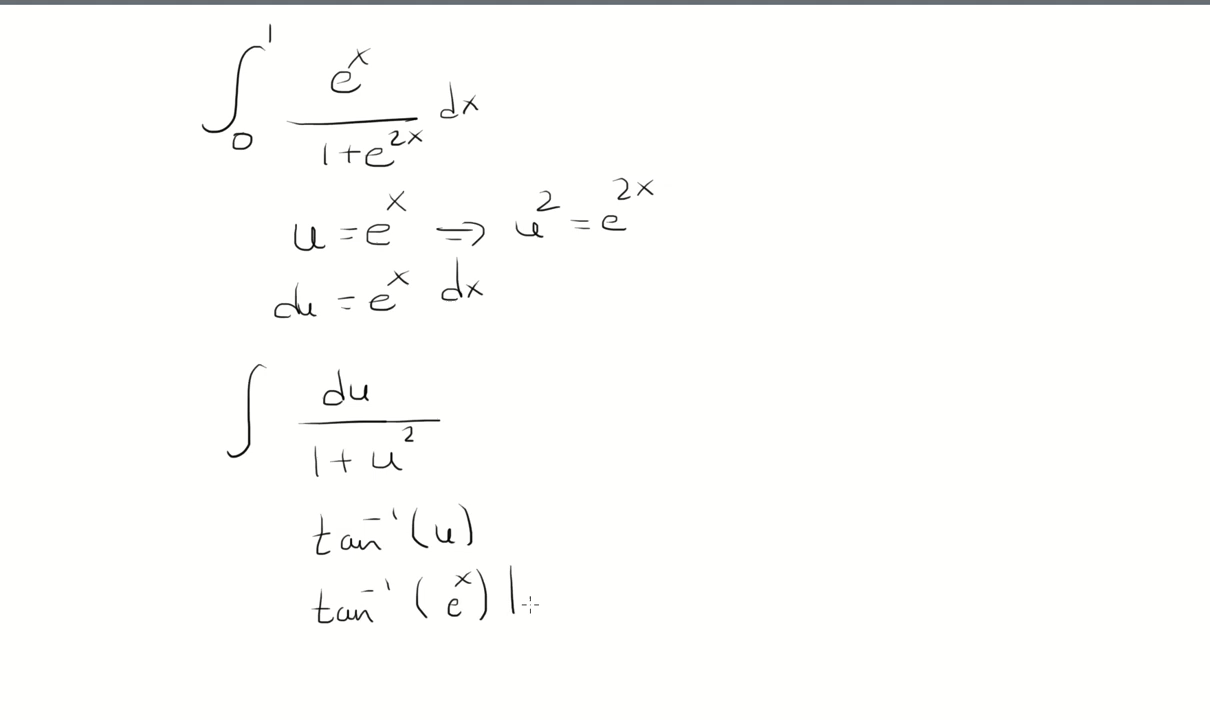 ∫₀¹ eˣ / (1+e²ˣ) dx
u = eˣ ⇒ u² = e²ˣ
du = eˣ dx
∫ du / (1+u²)
tan⁻¹(u)
tan⁻¹(eˣ) |